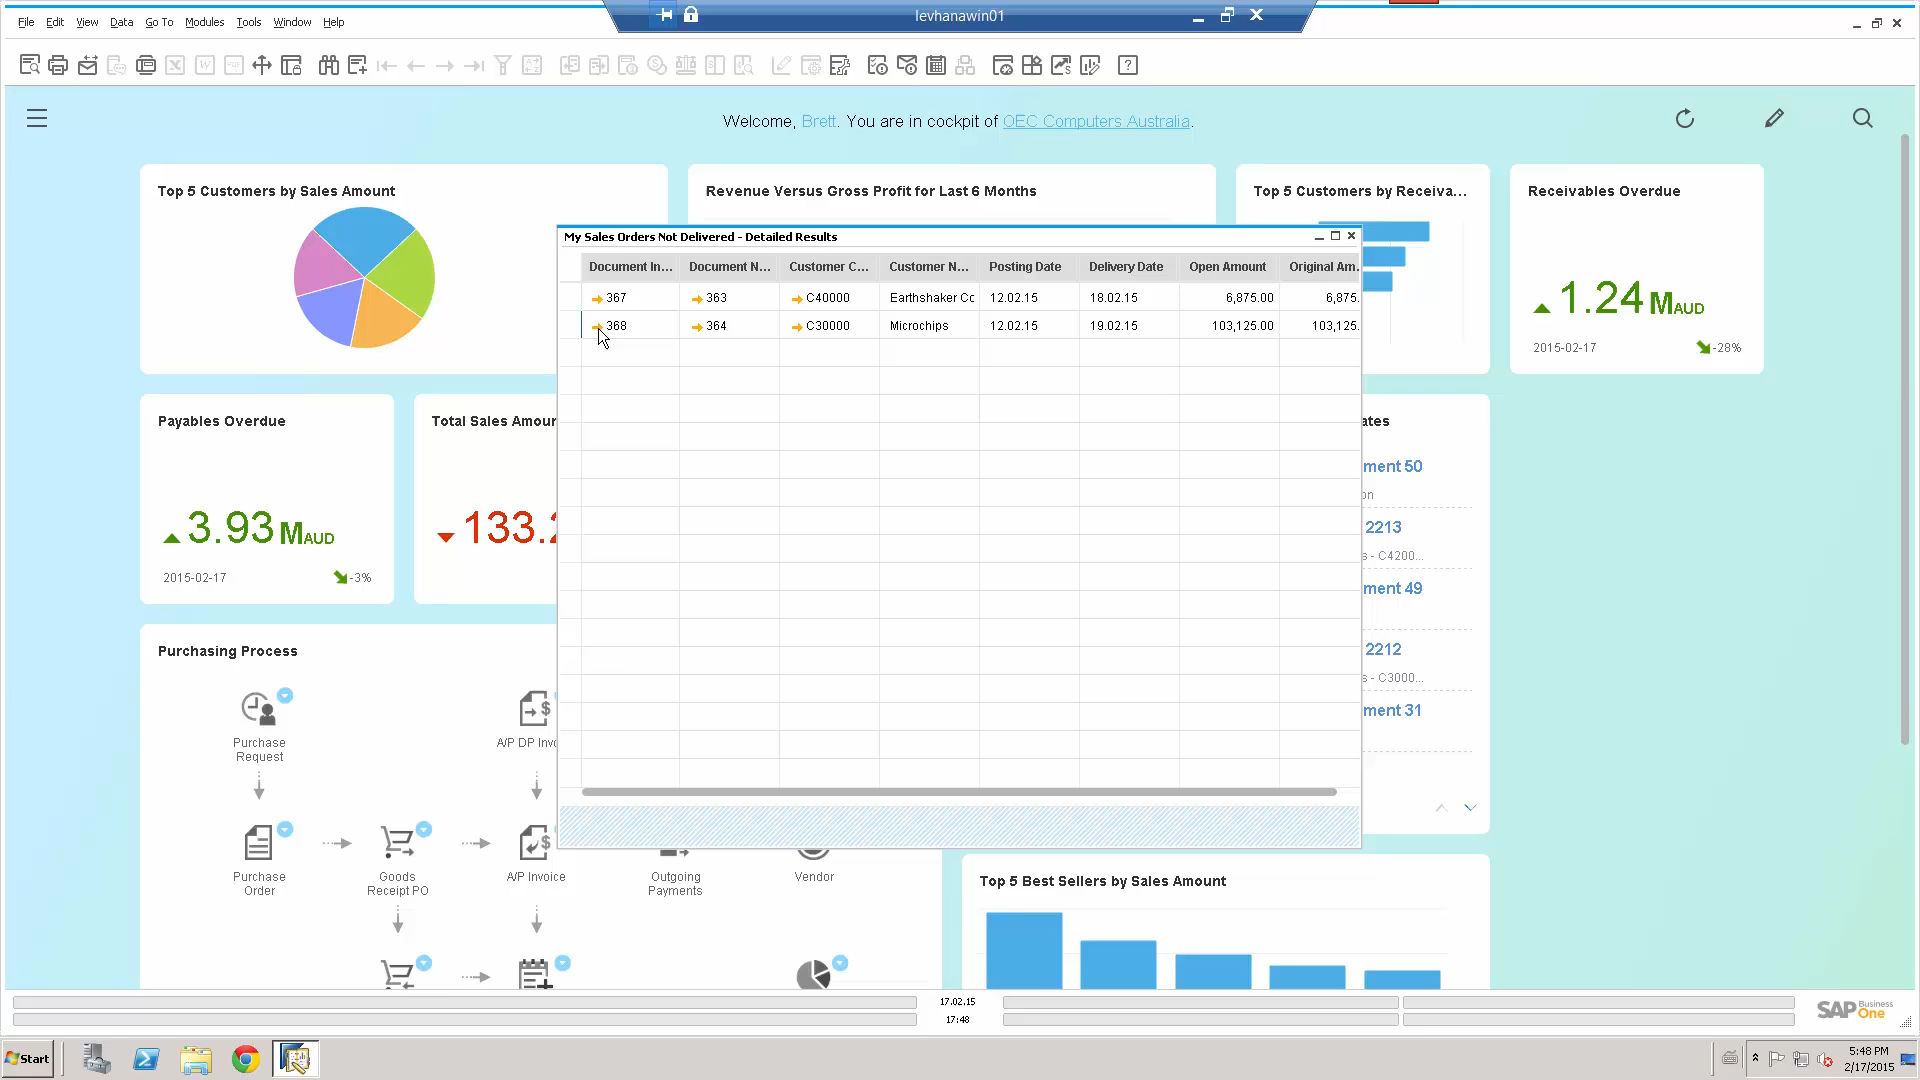 levhanawin01
File Edit View Data Go To Modules Tools Window Help
Welcome, Brett. You are in cockpit of OEC Computers Australia.
Top 5 Customers by Sales Amount
Revenue Versus Gross Profit for Last 6 Months
Top 5 Customers by Receiva...
Receivables Overdue
1.24 MAUD
2015-02-17 -28%
My Sales Orders Not Delivered - Detailed Results
Document In... Document N... Customer C... Customer N... Posting Date Delivery Date Open Amount Original Am.
367 363 C40000 Earthshaker Cc 12.02.15 18.02.15 6,875.00 6,875.
368 364 C30000 Microchips 12.02.15 19.02.15 103,125.00 103,125.
Payables Overdue
3.93 MAUD
2015-02-17 -3%
Total Sales Amour
133.2
ates
ment 50
on
2213
s - C4200...
ment 49
2212
s - C3000...
ment 31
Purchasing Process
Purchase
Request
A/P DP Invo
Purchase
Order
Goods
Receipt PO
A/P Invoice
Outgoing
Payments
Vendor
Top 5 Best Sellers by Sales Amount
17.02.15
17:48
SAP Business
One
Start
5:48 PM
2/17/2015